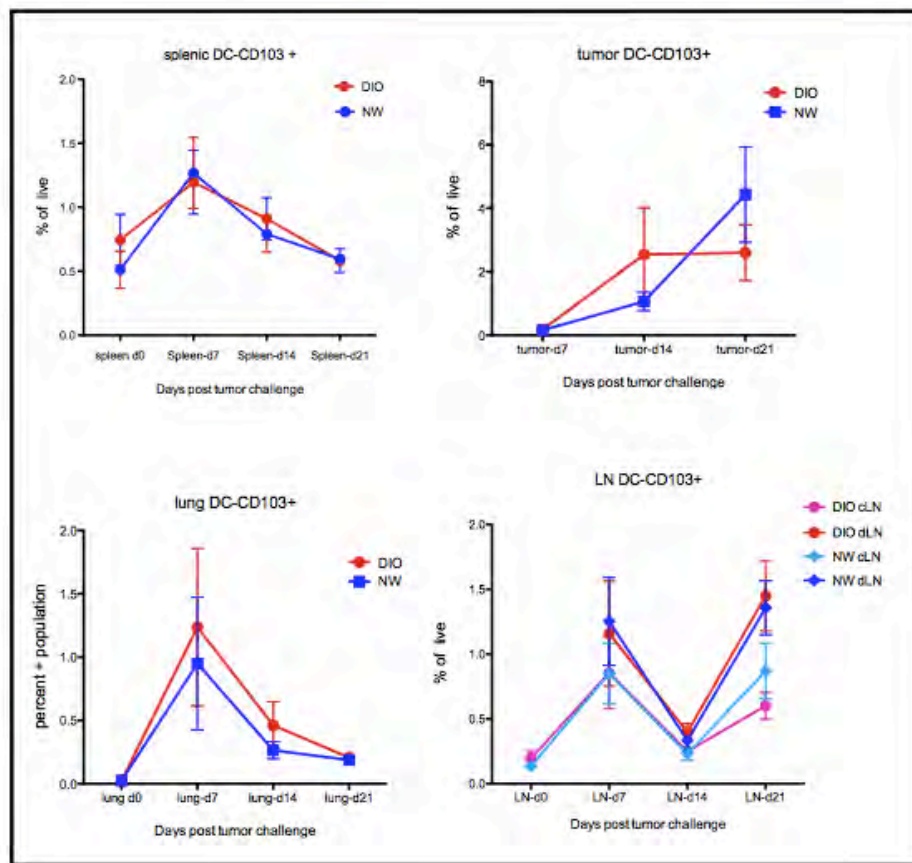 splenic DC-CD103 +
2.0
1.5
1.0
0.5
0.0
% of live
DIO
NW
spleen d0 Spleen-d7 Spleen-d14 Spleen-d21
Days post tumor challenge
tumor DC-CD103+
8
6
4
2
0
% of live
DIO
NW
tumor-d7 tumor-d14 tumor-d21
Days post tumor challenge
lung DC-CD103+
2.0
1.5
1.0
0.5
0.0
percent + population
DIO
NW
lung d0 lung-d7 lung-d14 lung-d21
Days post tumor challenge
LN DC-CD103+
2.0
1.5
1.0
0.5
0.0
% of live
DIO cLN
DIO dLN
NW cLN
NW dLN
LN-d0 LN-d7 LN-d14 LN-d21
Days post tumor challenge